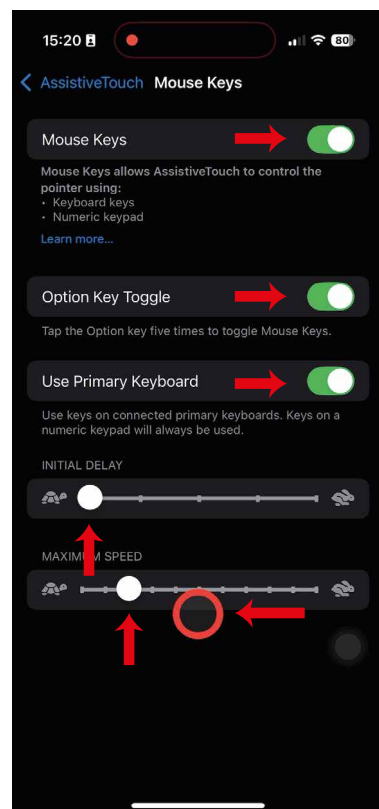 15:20
80
AssistiveTouch Mouse Keys
Mouse Keys
Mouse Keys allows AssistiveTouch to control the
pointer using:
• Keyboard keys
• Numeric keypad
Learn more...
Option Key Toggle
Tap the Option key five times to toggle Mouse Keys.
Use Primary Keyboard
Use keys on connected primary keyboards. Keys on a
numeric keypad will always be used.
INITIAL DELAY
MAXIM M SPEED